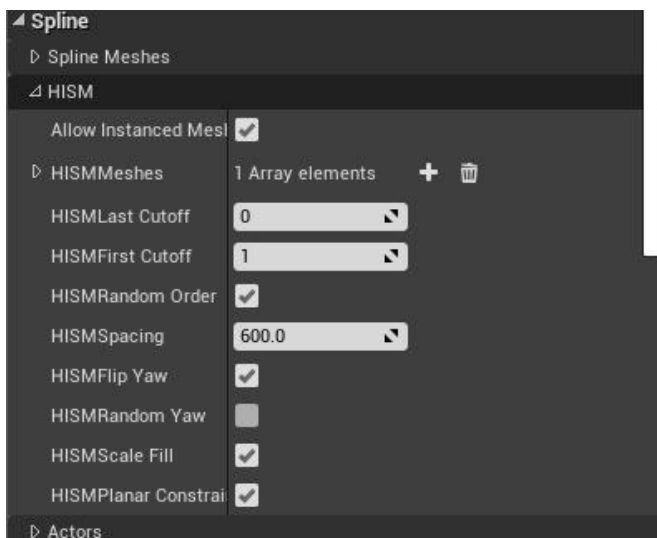 Spline
Spline Meshes
HISM
Allow Instanced Mesl
HISMMeshes 1 Array elements
HISMLast Cutoff 0
HISMFirst Cutoff 1
HISMRandom Order
HISMSpacing 600.0
HISMFlip Yaw
HISMRandom Yaw
HISMScale Fill
HISMPlanar Constrai
Actors